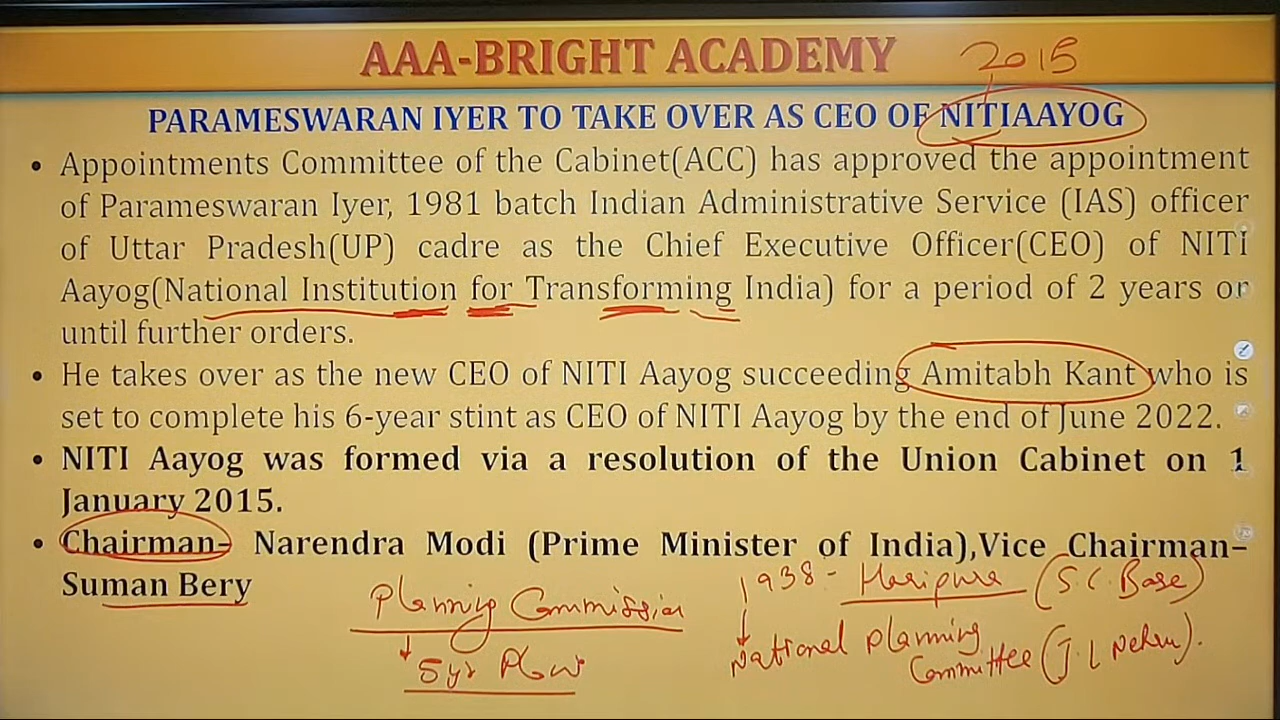 AAA-BRIGHT ACADEMY
2015
PARAMESWARAN IYER TO TAKE OVER AS CEO OF NITIAAYOG
• Appointments Committee of the Cabinet(ACC) has approved the appointment
of Parameswaran Iyer, 1981 batch Indian Administrative Service (IAS) officer
of Uttar Pradesh(UP) cadre as the Chief Executive Officer(CEO) of NITI
Aayog(National Institution for Transforming India) for a period of 2 years or
until further orders.
• He takes over as the new CEO of NITI Aayog succeeding Amitabh Kant who is
set to complete his 6-year stint as CEO of NITI Aayog by the end of June 2022.
• NITI Aayog was formed via a resolution of the Union Cabinet on 1
January 2015.
• Chairman– Narendra Modi (Prime Minister of India),Vice Chairman–
Suman Bery
Planning Commission
5yr Plan
1938 - Haripura (S.C. Bose)
National Planning
Committee (J.L Nehru).